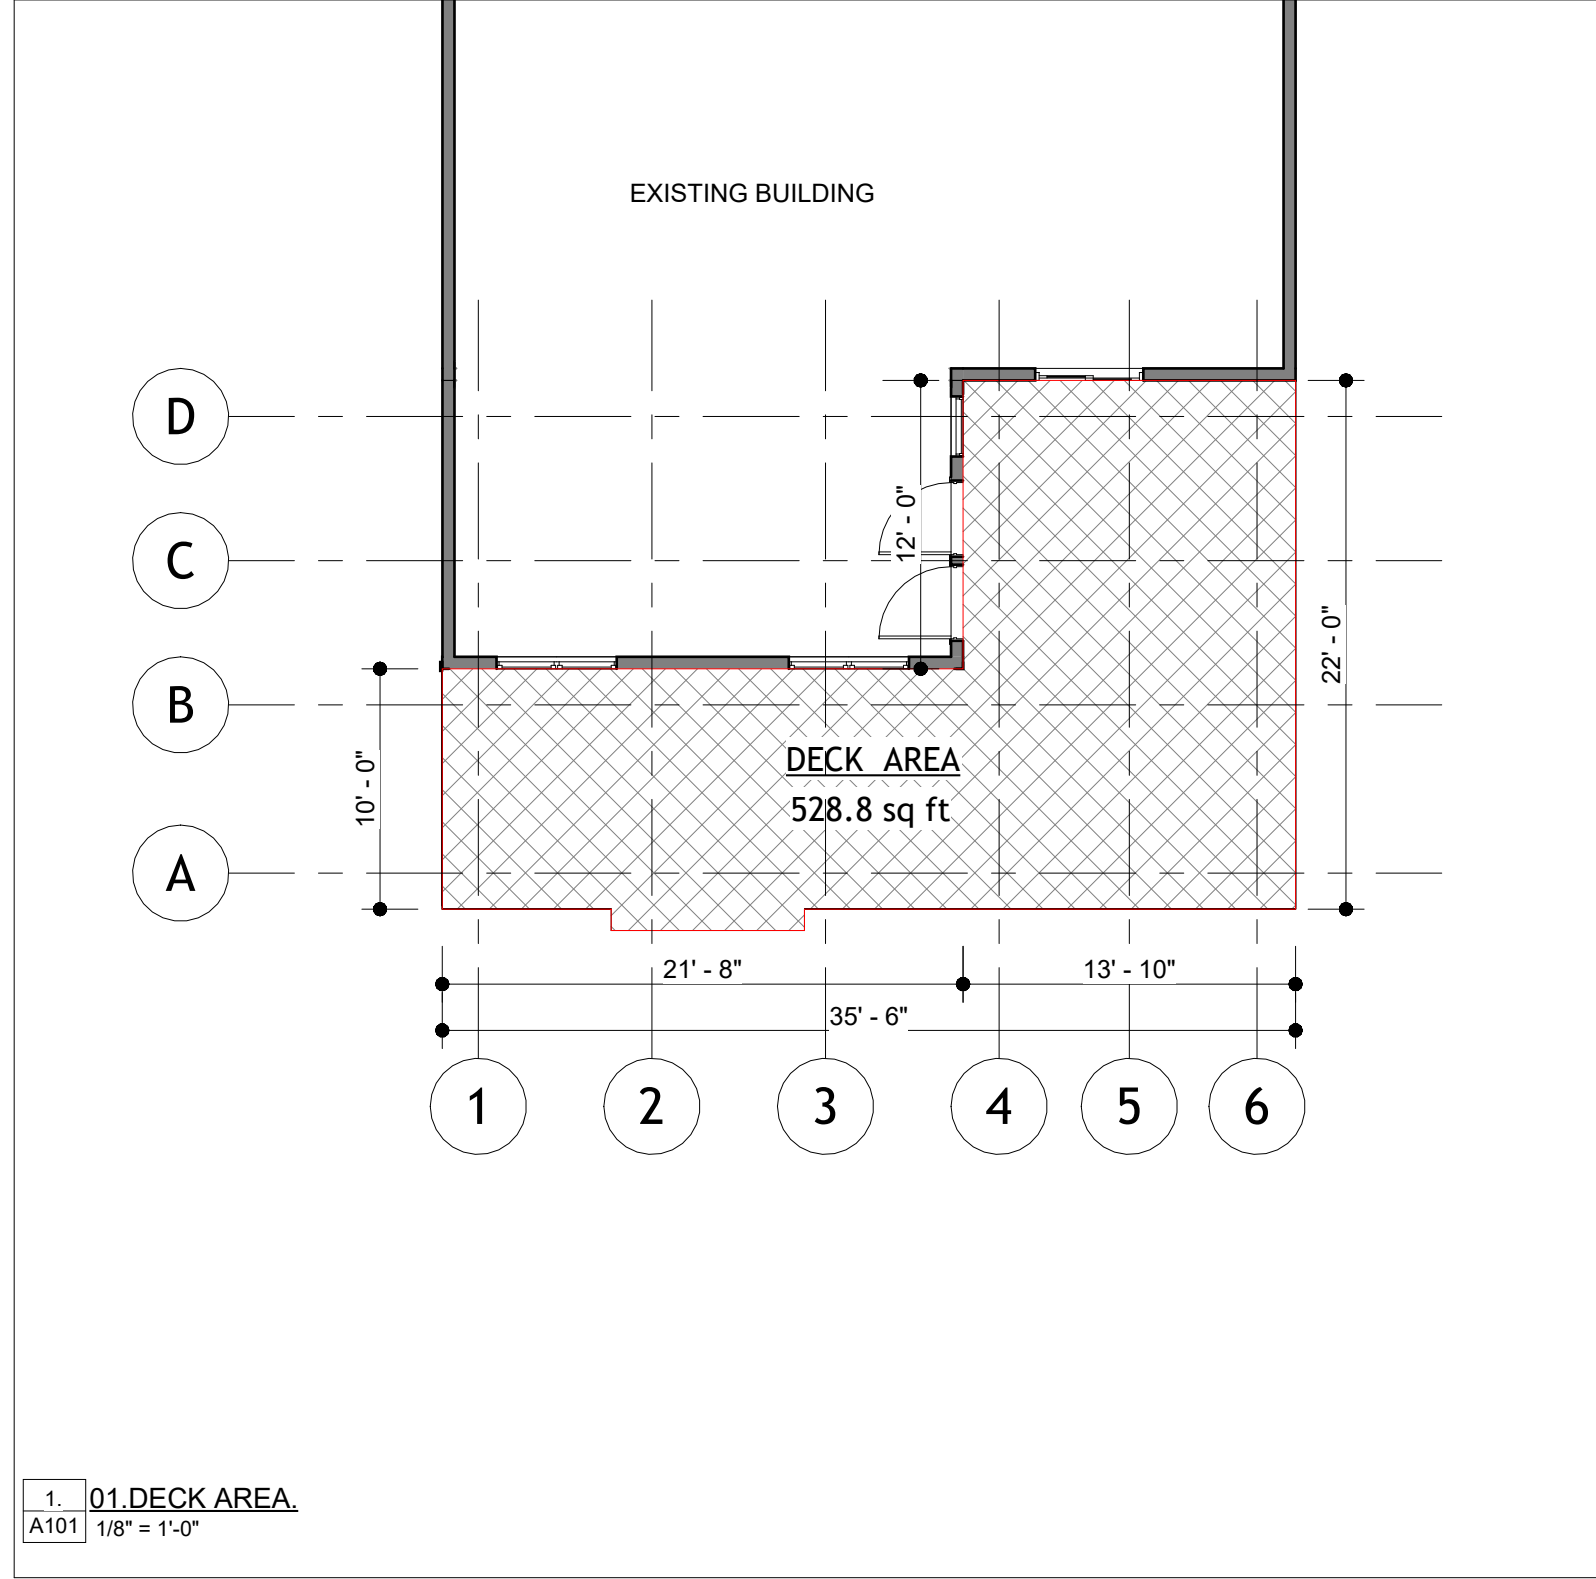 EXISTING BUILDING
D
12' - 0"
C
22' - 0"
B
DECK AREA
10' - 0"
528.8 sq ft
A
21' - 8"
13' - 10"
35' - 6"
1
2
3
4
5
6
1. 01.DECK AREA.
A101 1/8" = 1'-0"